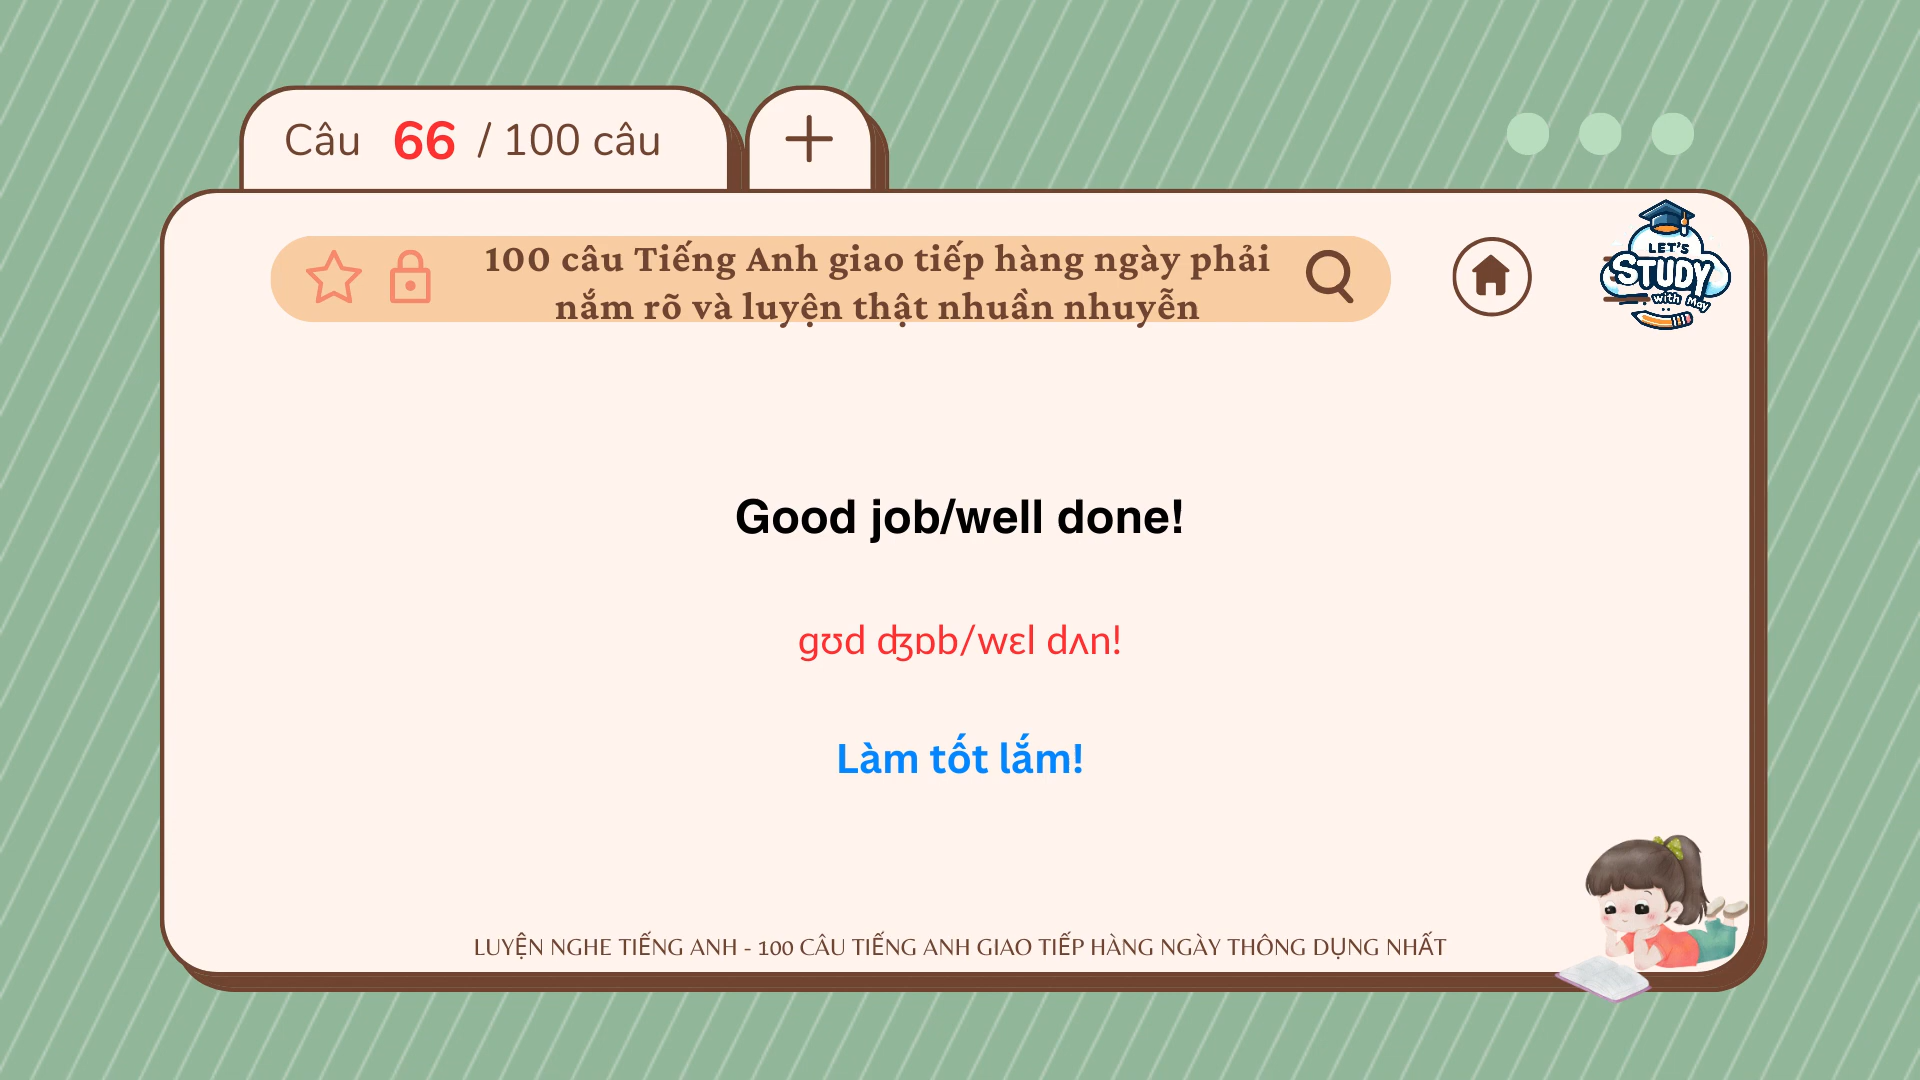 Câu 66 / 100 câu
100 câu Tiếng Anh giao tiếp hàng ngày phải
nắm rõ và luyện thật nhuần nhuyễn
LET'S
STUDY
with May
Good job/well done!
gʊd ʤɒb/wɛl dʌn!
Làm tốt lắm!
LUYỆN NGHE TIẾNG ANH - 100 CÂU TIẾNG ANH GIAO TIẾP HÀNG NGÀY THÔNG DỤNG NHẤT